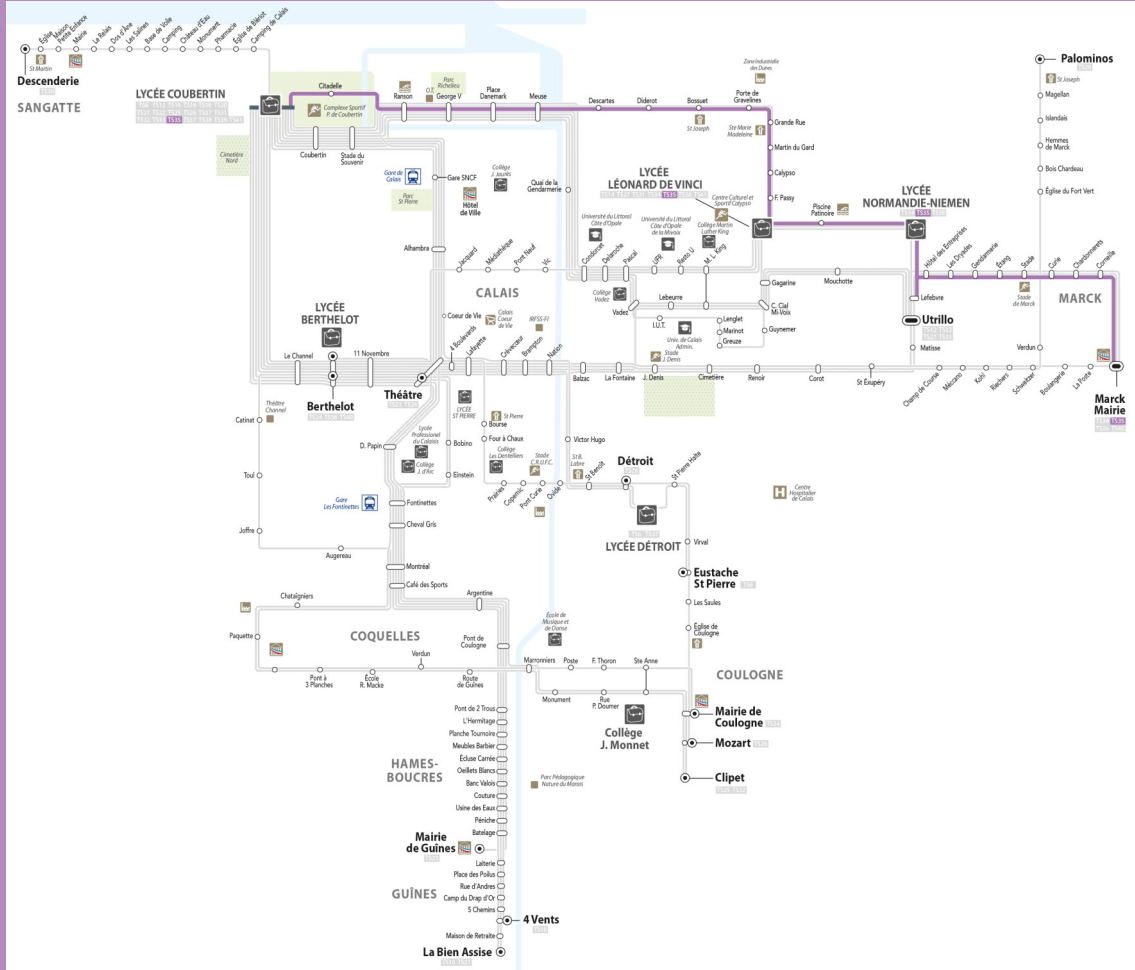 Église
Maison
Petite Enfance
Mairie
Le Relais
Dos d'Âne
Les Salines
Base de Voile
Camping
Château d'Eau
Monument
Pharmacie
Église de Blériot
Camping de Calais
St Martin
Descenderie
SANGATTE
LYCÉE COUBERTIN
TS35
Citadelle
Complexe Sportif
P. de Coubertin
Cimetière
Nord
Coubertin
Stade du
Souvenir
Ranson
O.T.
Parc
Richelieu
George V
Place
Danemark
Meuse
Descartes
Diderot
Bossuet
St Joseph
Porte de
Gravelines
Zone Industrielle
des Dunes
Ste Marie
Madeleine
Grande Rue
Martin du Gard
Calypso
F. Passy
Palominos
St Joseph
Magellan
Islandais
Hemmes
de Marck
Bois Chardeau
Église du Fort Vert
Gare de
Calais
Gare SNCF
Parc
St Pierre
Hôtel
de Ville
Collège
J. Jaurès
Quai de la
Gendarmerie
LYCÉE
LÉONARD DE VINCI
TS35
Centre Culturel et
Sportif Calypso
Piscine
Patinoire
LYCÉE
NORMANDIE-NIEMEN
TS35
Université du Littoral
Côte d'Opale
Université du Littoral
Côte d'Opale
de la Mivoix
Collège Martin
Luther King
Alhambra
Jacquard
Médiathèque
Pont Neuf
Vic
Condorcet
Delaroche
Pascal
UFR
Rento U
M. L. King
Collège
Vadez
CALAIS
Vadez
Lebeurre
I.U.T.
Univ. de Calais
Admin.
Lenglet
Marinot
Greuze
Gagarine
C. Cial
Mi-Voix
Guynemer
Mouchotte
Hôtel des Entreprises
Les Dryades
Gendarmerie
Étang
Stade
Curie
Chardonnerets
Corneille
Stade
de Marck
MARCK
Lefebvre
Utrillo
Matisse
Verdun
LYCÉE
BERTHELOT
Coeur de Vie
Calais
Coeur
de Vie
IRFSS-FI
Le Channel
11 Novembre
4 Boulevards
Lafayette
Crèvecœur
Brampton
Nation
Balzac
La Fontaine
Stade
J. Denis
J. Denis
Cimetière
Renoir
Corot
St Exupéry
Champ de Course
Méccano
Kohl
Riechers
Schweitzer
Boulangerie
La Poste
Marck
Mairie
TS35
Berthelot
Théâtre
Théâtre
Channel
Catinat
Toul
Joffre
Augereau
LYCÉE
ST PIERRE
Lycée
Professionel
du Calaisis
Collège
J. d'Arc
D. Papin
Bobino
Einstein
St Pierre
Bourse
Four à Chaux
Collège
Les Dentelliers
Stade
C.R.U.F.C.
Victor Hugo
St B.
Labre
Prairies
Copernic
Pont Curie
Ovide
St Benoît
Détroit
St Pierre Halte
LYCÉE DÉTROIT
Centre
Hospitalier
de Calais
Gare
Les Fontinettes
Fontinettes
Cheval Gris
Montréal
Café des Sports
Virval
Eustache
St Pierre
Les Saules
Église de
Coulogne
Chataîgniers
Paquette
COQUELLES
Argentine
Pont de
Coulogne
École de
Musique et
de Danse
Pont à
3 Planches
École
R. Macke
Verdun
Route
de Guînes
Marronniers
Poste
F. Thoron
Ste Anne
Monument
Rue
P. Doumer
Collège
J. Monnet
COULOGNE
Mairie de
Coulogne
Mozart
Clipet
Pont de 2 Trous
L'Hermitage
Planche Tournoire
Meubles Barbier
Écluse Carrée
Oeillets Blancs
Banc Valois
Couture
Usine des Eaux
Péniche
Batelage
HAMES-
BOUCRES
Parc Pédagogique
Nature du Marais
Mairie
de Guînes
Laiterie
Place des Poilus
Rue d'Andres
Camp du Drap d'Or
5 Chemins
GUÎNES
4 Vents
Maison de Retraite
La Bien Assise